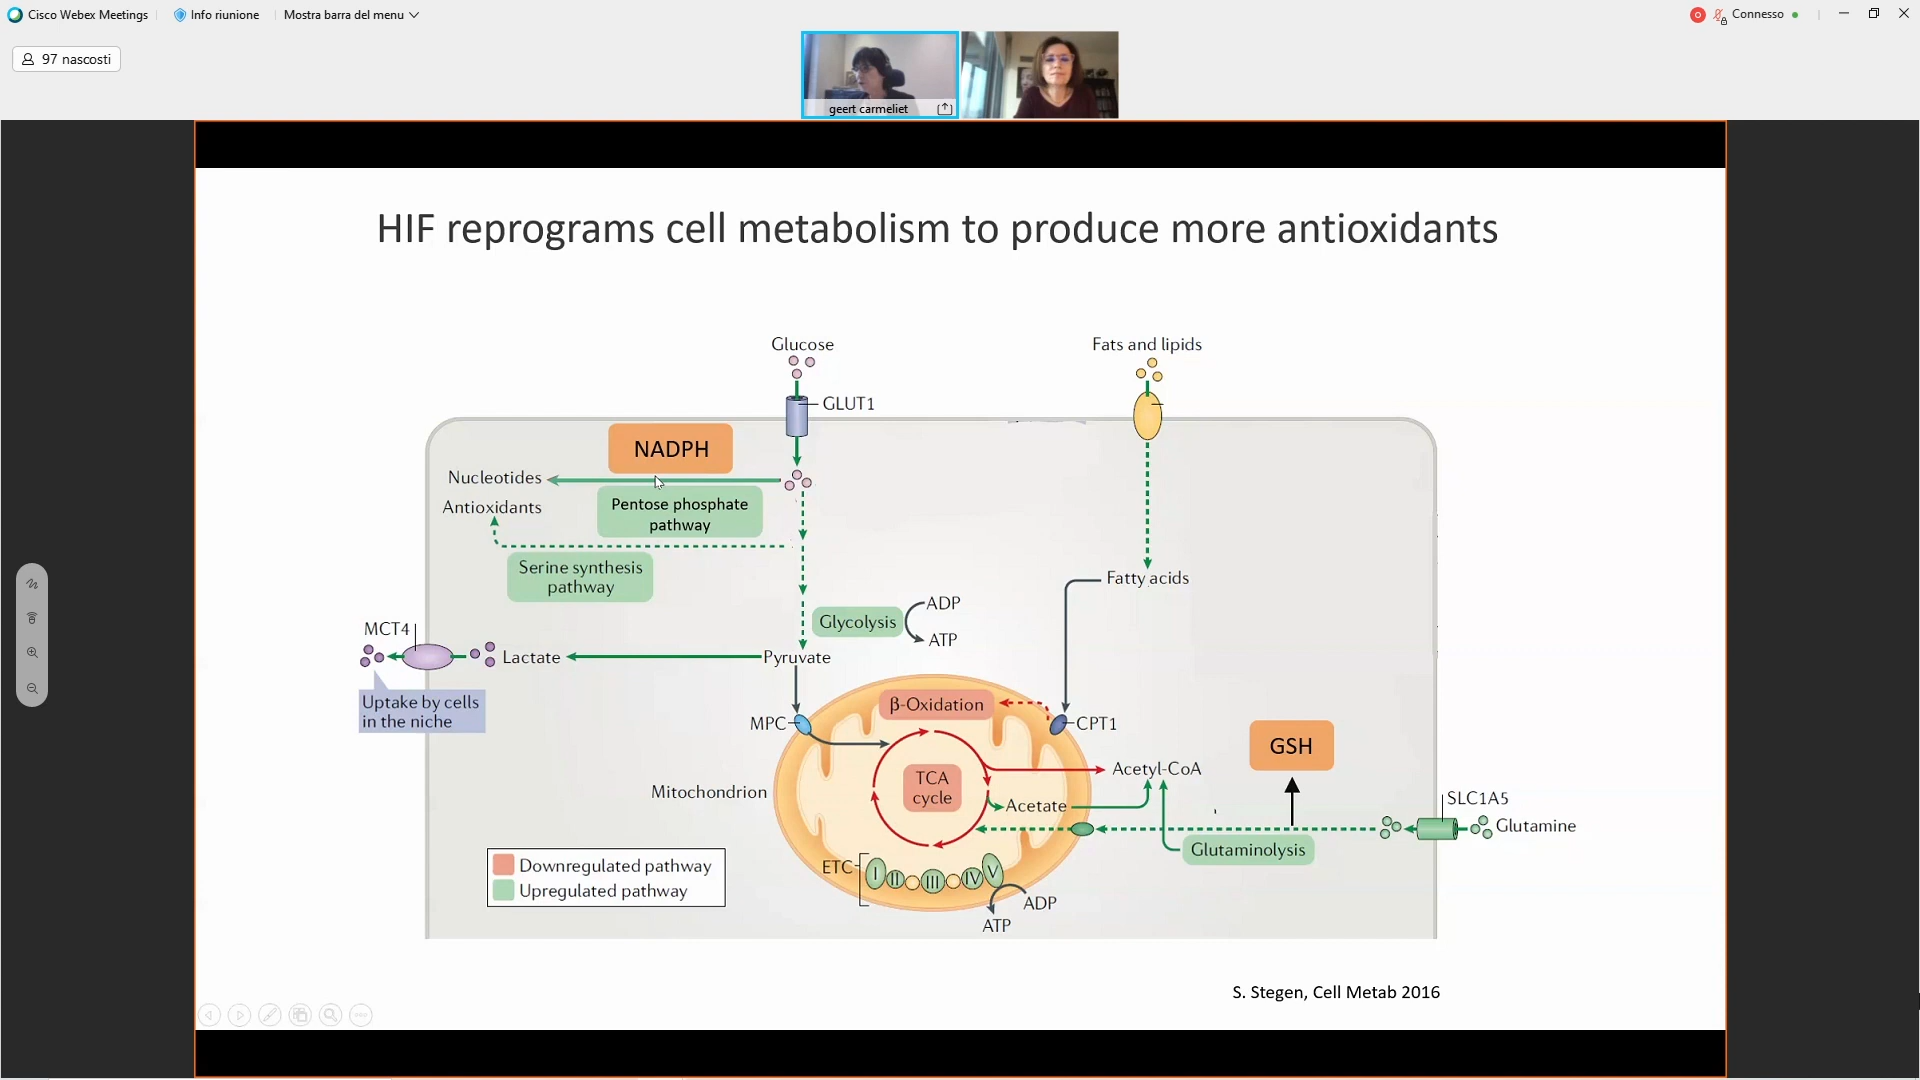 Cisco Webex Meetings
Info riunione
Mostra barra del menu
Connesso
97 nascosti
geert carmeliet
HIF reprograms cell metabolism to produce more antioxidants
Glucose
Fats and lipids
GLUT1
NADPH
Nucleotides
Antioxidants
Pentose phosphate
pathway
Serine synthesis
pathway
Fatty acids
Glycolysis
ADP
ATP
MCT4
Lactate
Pyruvate
Uptake by cells
in the niche
β-Oxidation
MPC
CPT1
GSH
Mitochondrion
TCA
cycle
Acetyl-CoA
Acetate
SLC1A5
Glutamine
Glutaminolysis
ETC
I
II
III
IV
V
ADP
ATP
Downregulated pathway
Upregulated pathway
S. Stegen, Cell Metab 2016